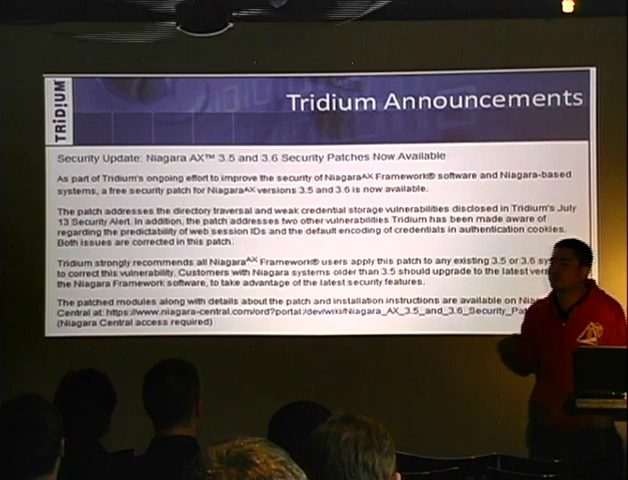 TRiDiUM
Tridium Announcements
Security Update: Niagara AX™ 3.5 and 3.6 Security Patches Now Available
As part of Tridium's ongoing effort to improve the security of NiagaraAX Framework® software and Niagara-based
systems, a free security patch for NiagaraAX versions 3.5 and 3.6 is now available.
The patch addresses the directory traversal and weak credential storage vulnerabilities disclosed in Tridium's July
13 Security Alert. In addition, the patch addresses two other vulnerabilities Tridium has been made aware of
regarding the predictability of web session IDs and the default encoding of credentials in authentication cookies.
Both issues are corrected in this patch.
Tridium strongly recommends all NiagaraAX Framework® users apply this patch to any existing 3.5 or 3.6 sys
to correct this vulnerability. Customers with Niagara systems older than 3.5 should upgrade to the latest vers
the Niagara Framework software, to take advantage of the latest security features.
The patched modules along with details about the patch and installation instructions are available on Niag
Central at: https://www.niagara-central.com/ord?portal:/dev/wiki/Niagara_AX_3.5_and_3.6_Security_Pat
(Niagara Central access required)